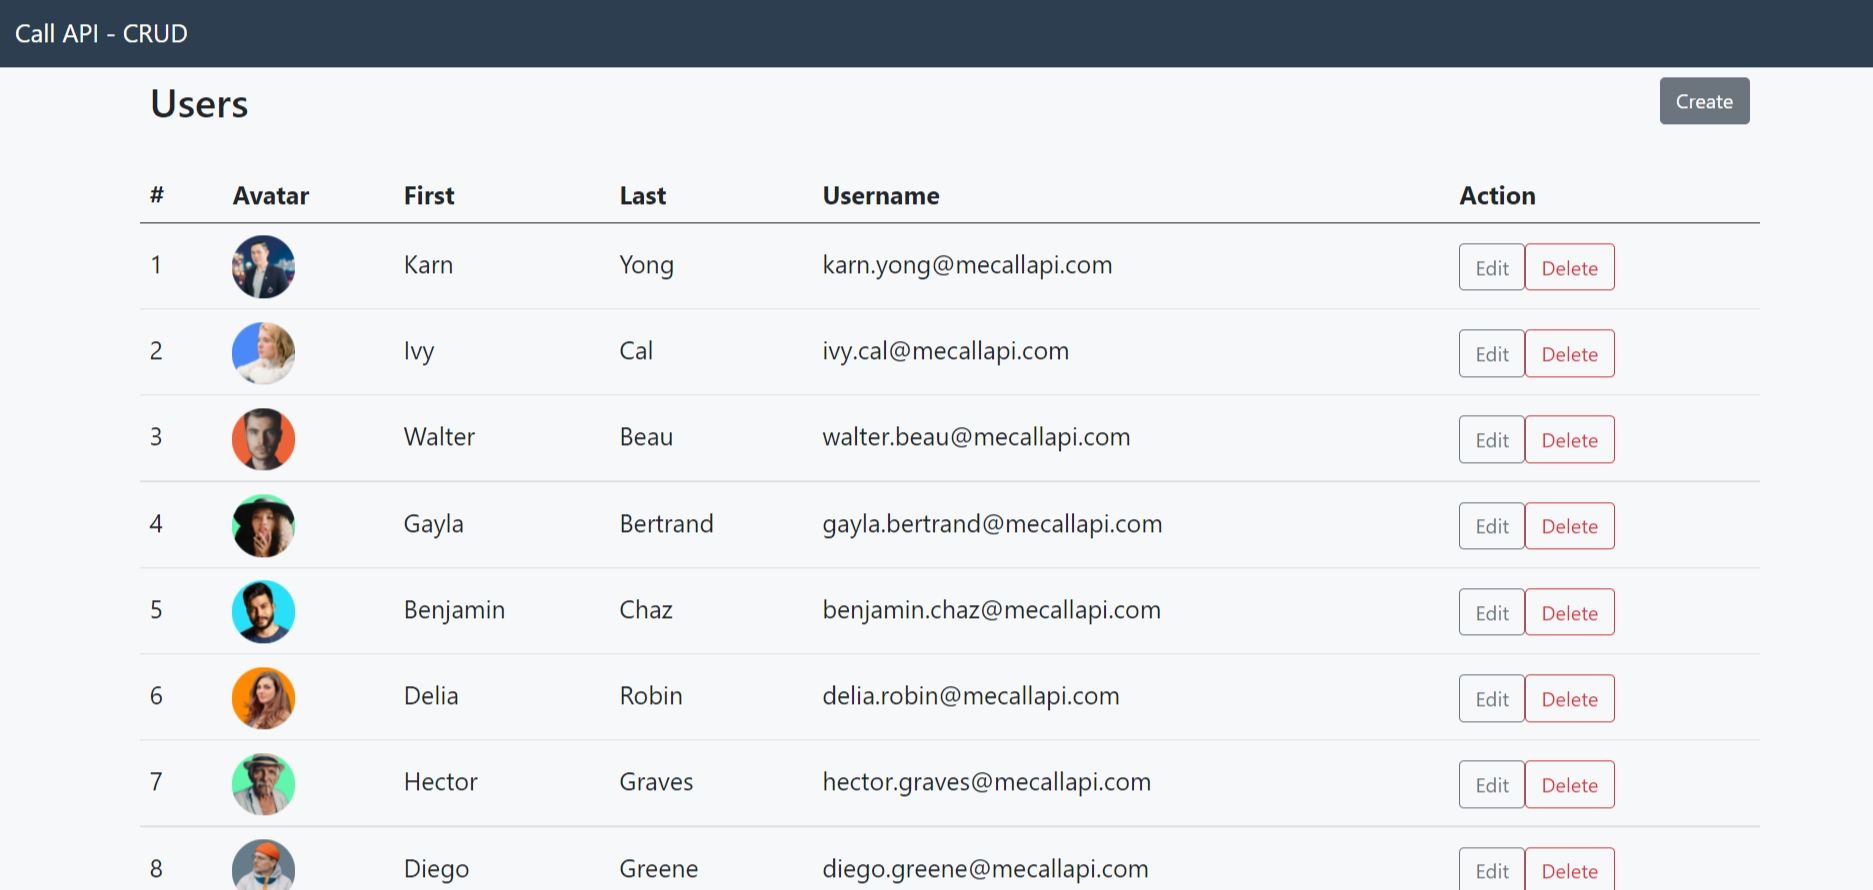 Call API - CRUD
Users Create
# Avatar First Last Username Action
1 Karn Yong karn.yong@mecallapi.com Edit Delete
2 Ivy Cal ivy.cal@mecallapi.com Edit Delete
3 Walter Beau walter.beau@mecallapi.com Edit Delete
4 Gayla Bertrand gayla.bertrand@mecallapi.com Edit Delete
5 Benjamin Chaz benjamin.chaz@mecallapi.com Edit Delete
6 Delia Robin delia.robin@mecallapi.com Edit Delete
7 Hector Graves hector.graves@mecallapi.com Edit Delete
8 Diego Greene diego.greene@mecallapi.com Edit Delete